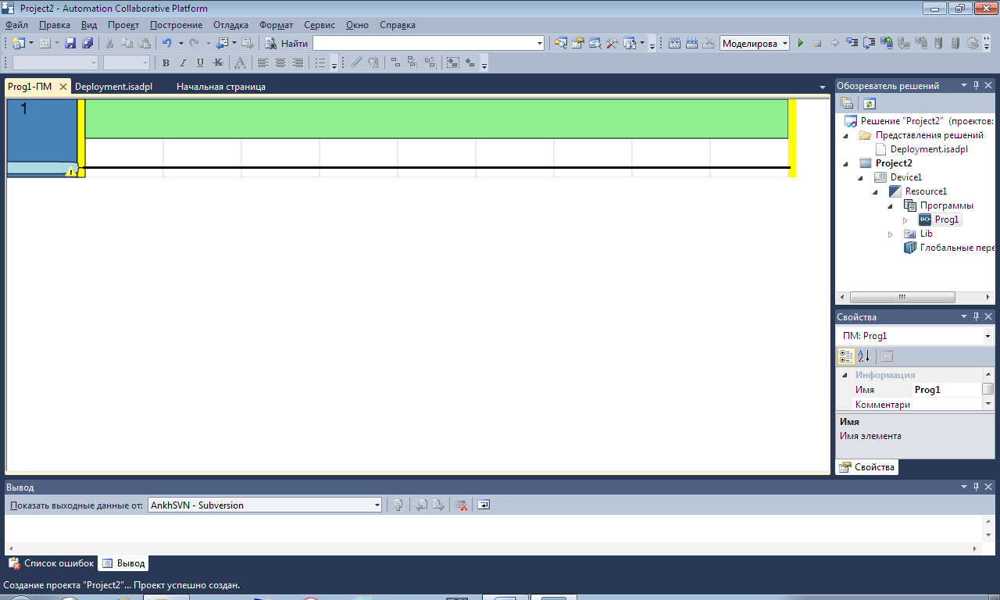 Project2 - Automation Collaborative Platform
Файл Правка Вид Проект Построение Отладка Формат Сервис Окно Справка
Найти Моделирова
Prog1-ПМ Deployment.isadpl Начальная страница
1
Обозреватель решений
Решение "Project2" (проектов:
Представления решений
Deployment.isadpl
Project2
Device1
Resource1
Программы
Prog1
Lib
Глобальные пере
Свойства
ПМ: Prog1
Информация
Имя Prog1
Комментари
Имя
Имя элемента
Свойства
Вывод
Показать выходные данные от: AnkhSVN - Subversion
Список ошибок Вывод
Создание проекта "Project2"... Проект успешно создан.